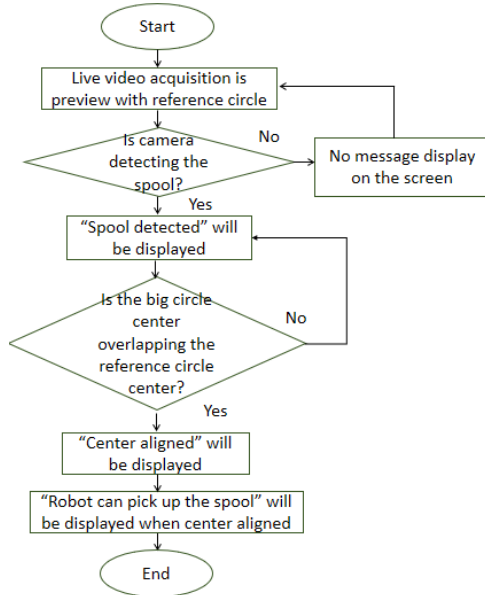 Start
Live video acquisition is
preview with reference circle
Is camera
detecting the
spool?
No
No message display
on the screen
Yes
“Spool detected” will
be displayed
Is the big circle
center
overlapping the
reference circle
center?
No
Yes
“Center aligned” will
be displayed
“Robot can pick up the spool” will
be displayed when center aligned
End